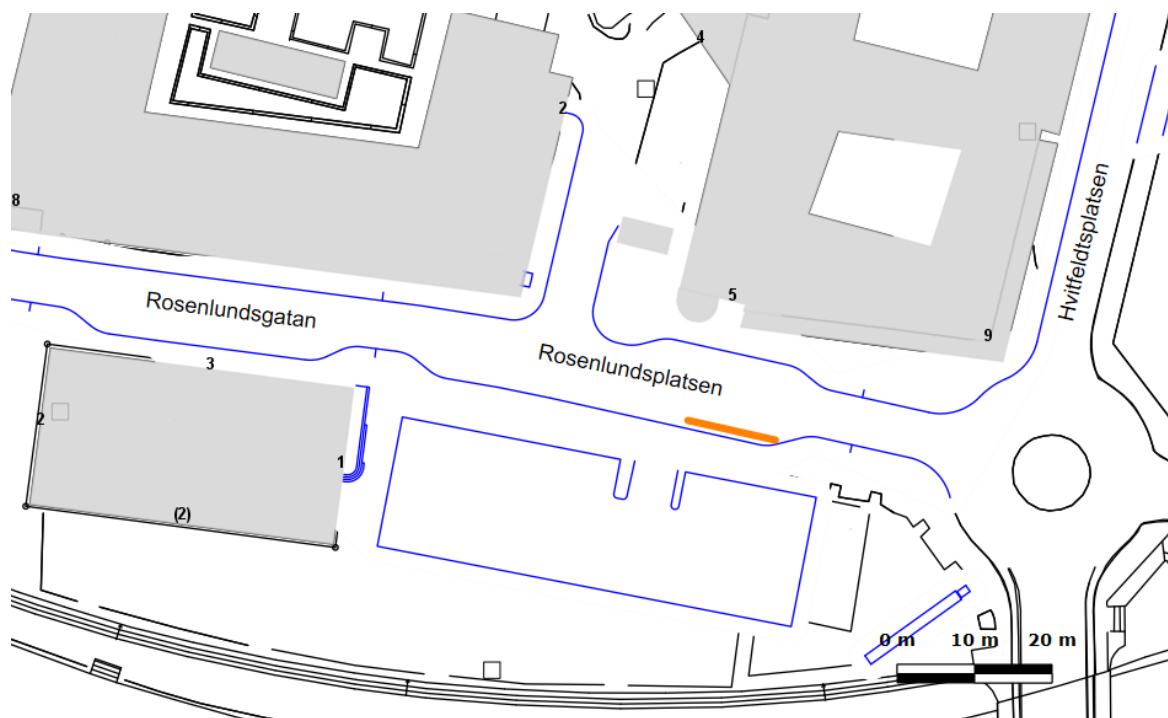 4
2
8
Hvitfeldtsplatsen
5
Rosenlundsgatan
9
Rosenlundsplatsen
3
2
1
(2)
0 m 10 m 20 m